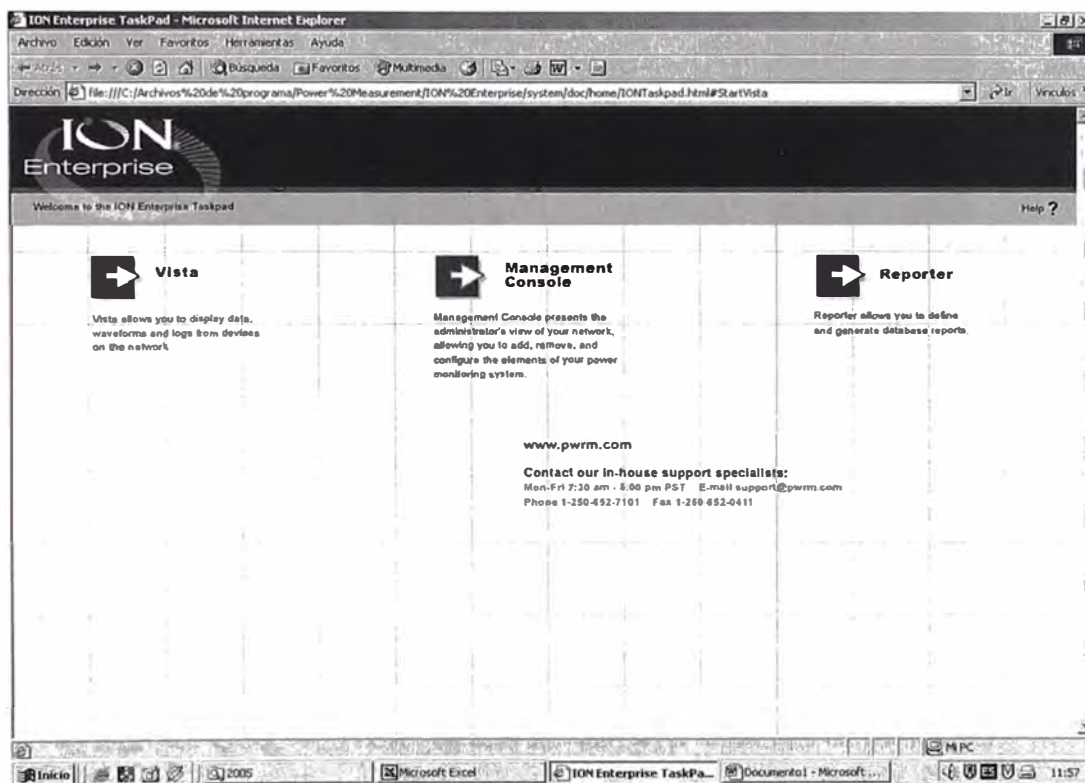 ION Enterprise TaskPad - Microsoft Internet Explorer
Archivo Edición Ver Favoritos Herramientas Ayuda
Atrás Búsqueda Favoritos Multimedia
Dirección file:///C:/Archivos%20de%20programa/Power%20Measurement/ION%20Enterprise/system/doc/home/IONTaskpad.html#StartVista Ir Vínculos
ION
Enterprise
Welcome to the ION Enterprise Taskpad Help ?
Vista
Vista allows you to display data,
waveforms and logs from devices
on the network
Management
Console
Management Console presents the
administrator's view of your network,
allowing you to add, remove, and
configure the elements of your power
monitoring system.
Reporter
Reporter allows you to define
and generate database reports.
www.pwrm.com
Contact our in-house support specialists:
Mon-Fri 7:30 am - 5:00 pm PST E-mail support@pwrm.com
Phone 1-250-652-7101 Fax 1-250-652-0411
Mi PC
Inicio 2005 Microsoft Excel ION Enterprise TaskPa... Documento1 - Microsoft ... ES 11:57